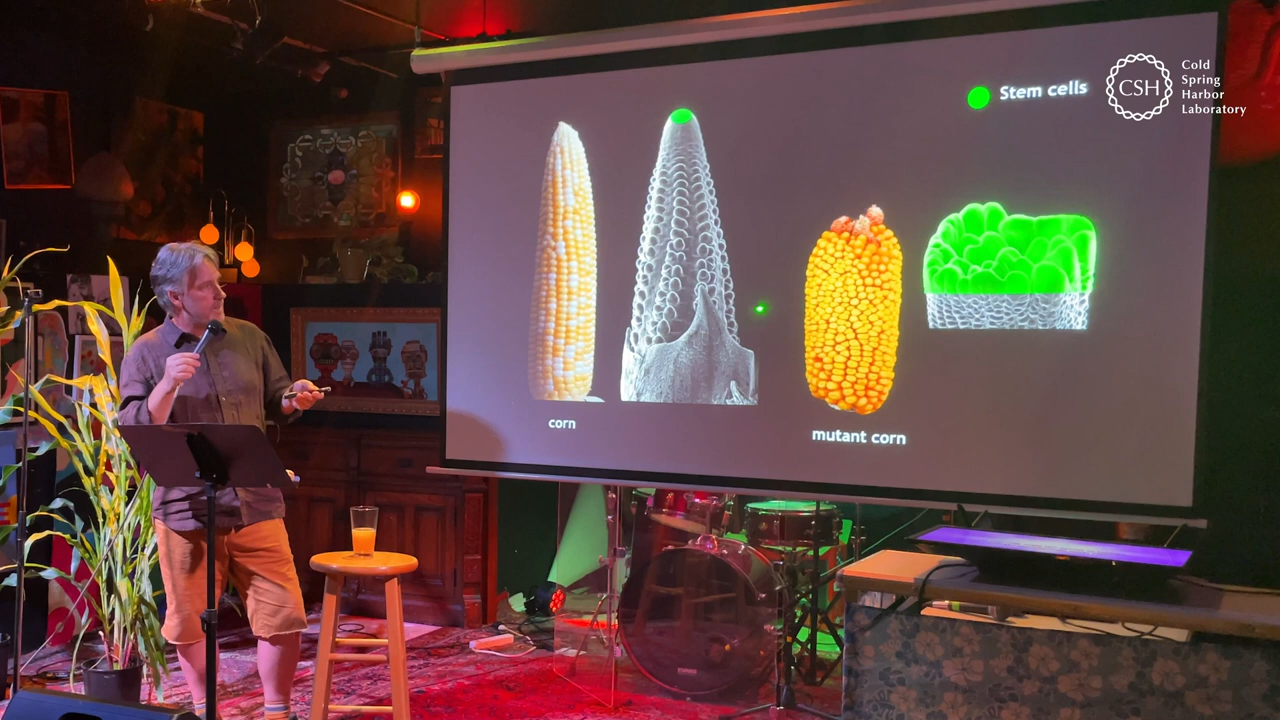 Stem cells
CSH
Cold
Spring
Harbor
Laboratory
corn
mutant corn